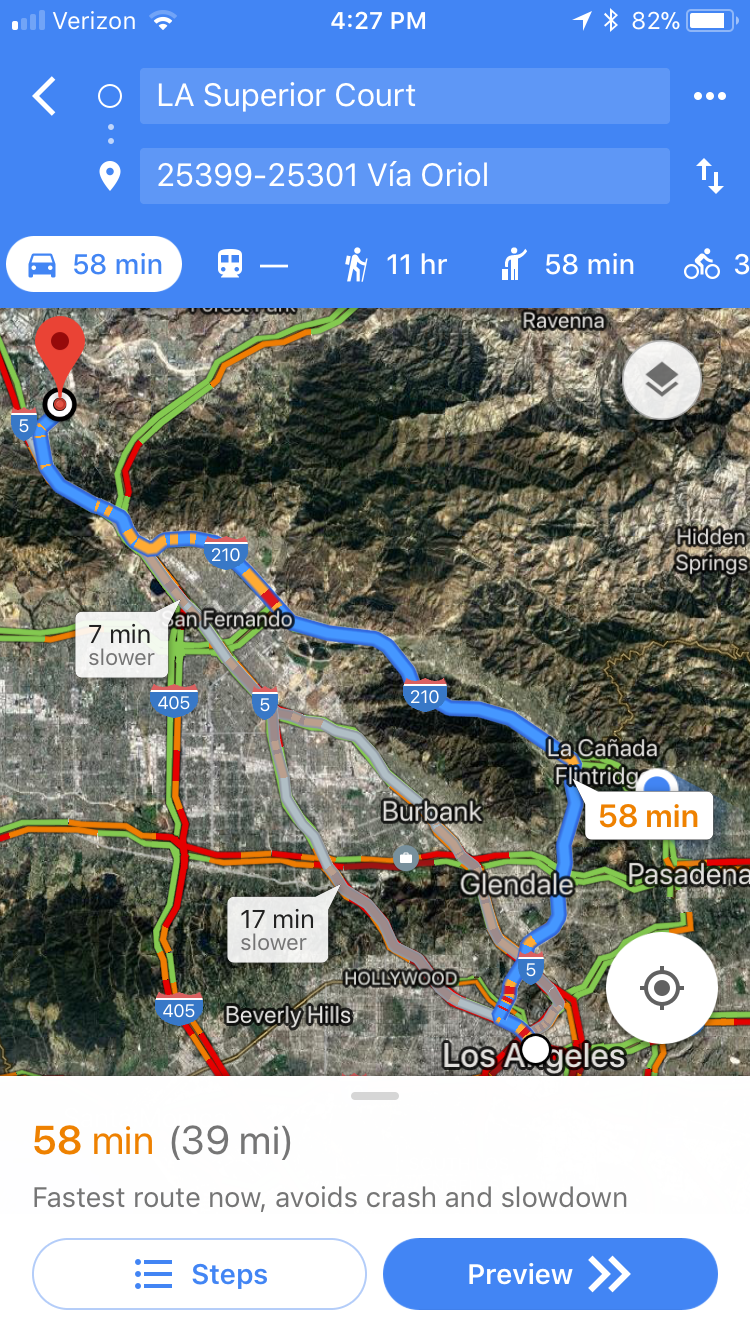 Verizon 4:27 PM 82%
LA Superior Court
25399-25301 Vía Oriol
58 min — 11 hr 58 min 3
Forest Park
Ravenna
5
Hidden
Springs
210
San Fernando
7 min
slower
405
5
210
La Cañada
Flintridg
58 min
Burbank
Pasadena
Glendale
17 min
slower
5
HOLLYWOOD
405
Beverly Hills
Los Angeles
58 min (39 mi)
Fastest route now, avoids crash and slowdown
Steps
Preview